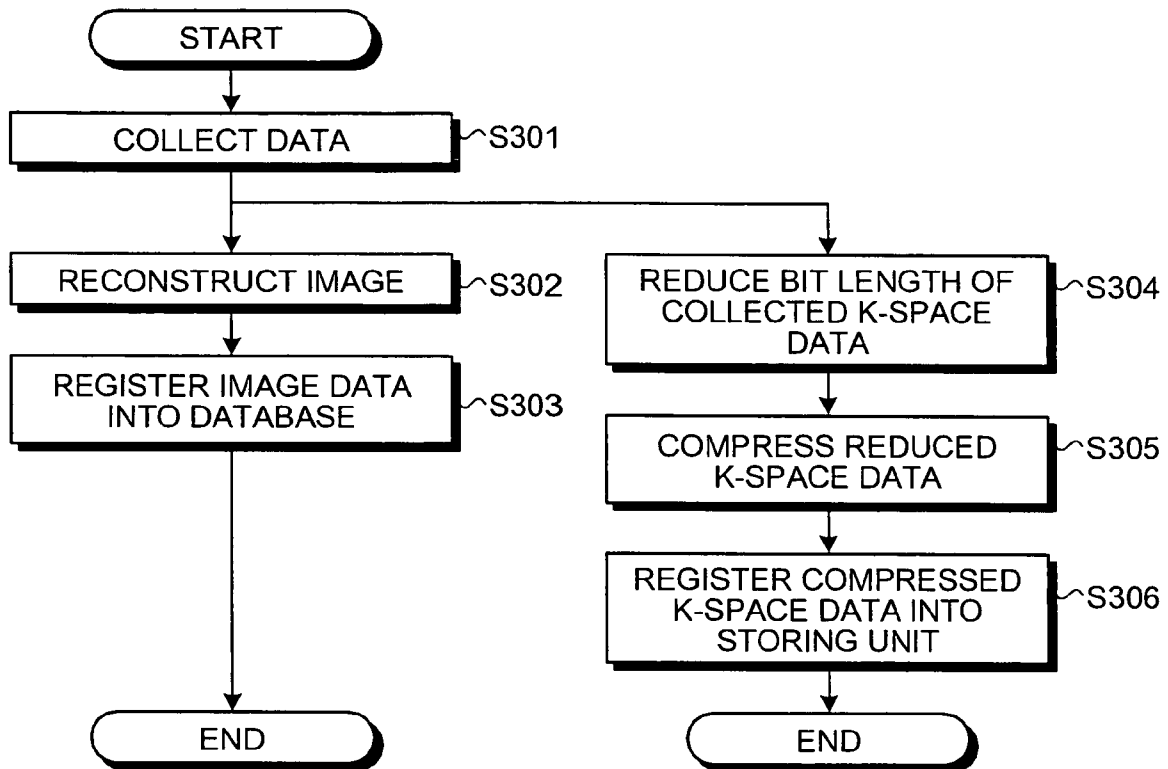 START
COLLECT DATA
S301
RECONSTRUCT IMAGE
S302
REGISTER IMAGE DATA
INTO DATABASE
S303
END
REDUCE BIT LENGTH OF
COLLECTED K-SPACE
DATA
S304
COMPRESS REDUCED
K-SPACE DATA
S305
REGISTER COMPRESSED
K-SPACE DATA INTO
STORING UNIT
S306
END